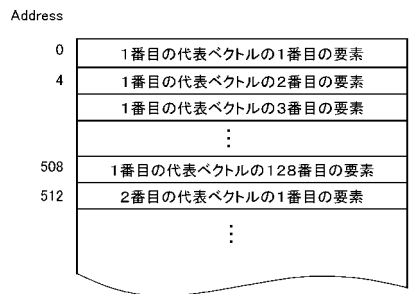 Address
0 1番目の代表ベクトルの1番目の要素
4 1番目の代表ベクトルの2番目の要素
1番目の代表ベクトルの3番目の要素
⋮
508 1番目の代表ベクトルの128番目の要素
512 2番目の代表ベクトルの1番目の要素
⋮